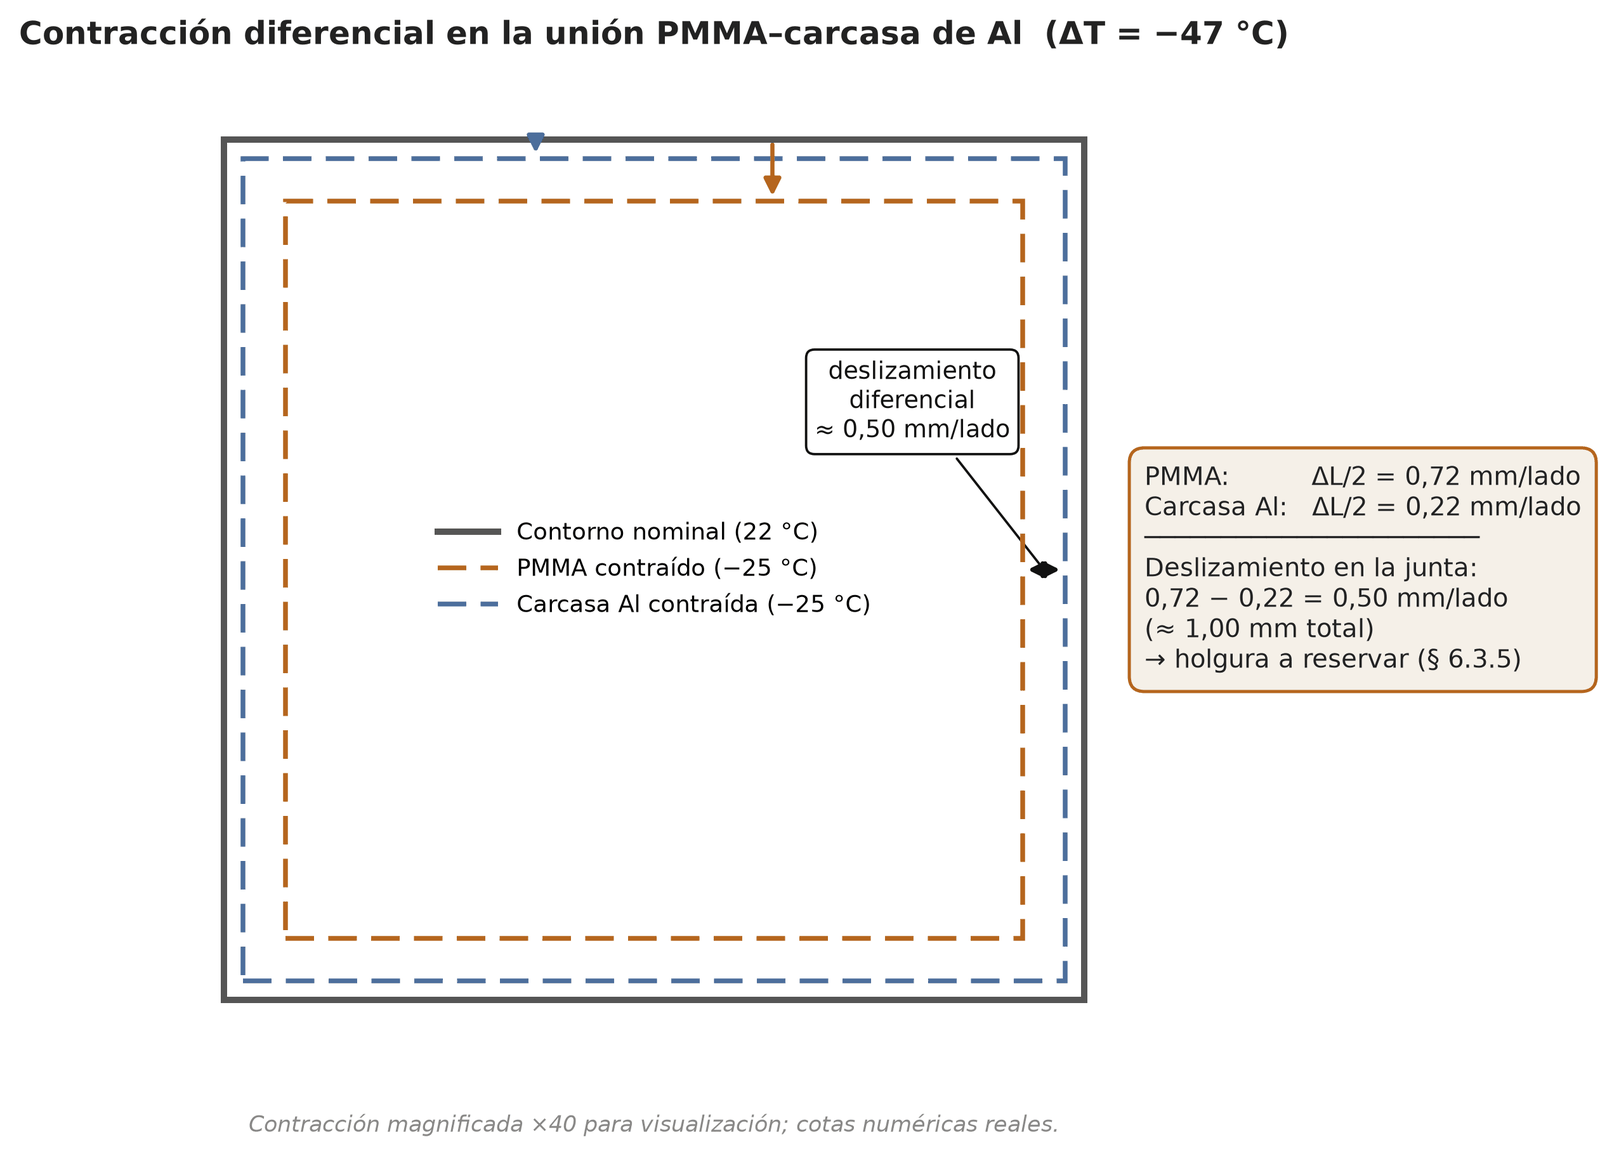 Contracción diferencial en la unión PMMA–carcasa de Al  (ΔT = −47 °C)
deslizamiento
diferencial
≈ 0,50 mm/lado
Contorno nominal (22 °C)
PMMA contraído (−25 °C)
Carcasa Al contraída (−25 °C)
PMMA: ΔL/2 = 0,72 mm/lado
Carcasa Al: ΔL/2 = 0,22 mm/lado
Deslizamiento en la junta:
0,72 − 0,22 = 0,50 mm/lado
(≈ 1,00 mm total)
→ holgura a reservar (§ 6.3.5)
Contracción magnificada ×40 para visualización; cotas numéricas reales.